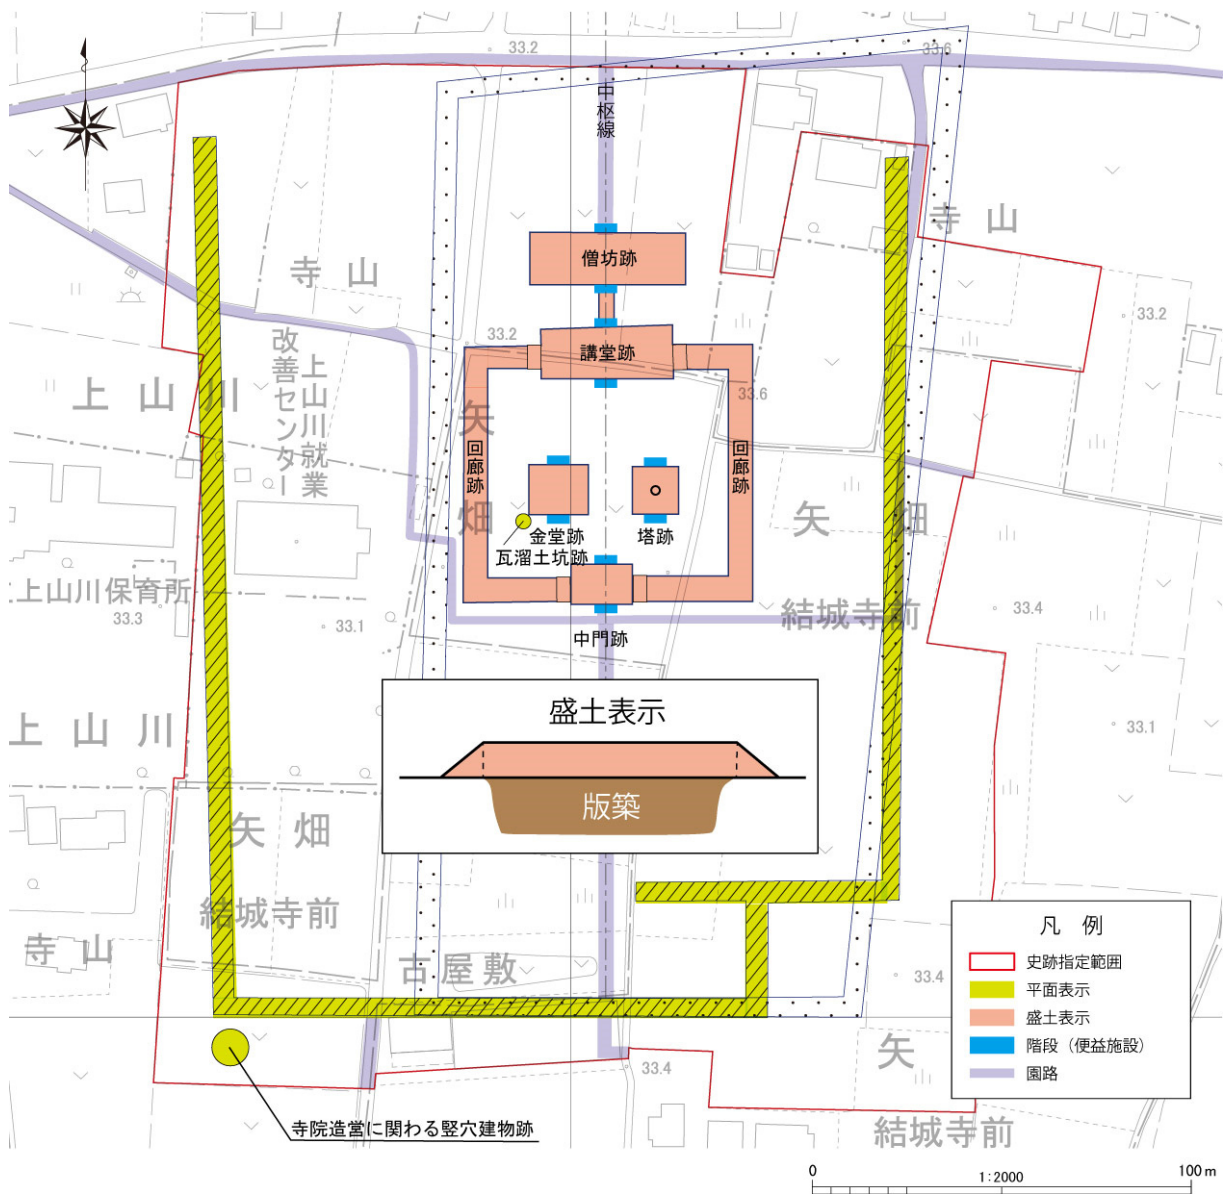 33.2
33.6
中枢線
寺山
僧坊跡
寺山
33.2
33.2
講堂跡
改善センター
上山川就業
上山川
33.6
矢畑
回廊跡
回廊跡
矢畑
金堂跡
塔跡
瓦溜土坑跡
上山川保育所
33.3
33.1
33.4
結城寺前
中門跡
盛土表示
版築
上山川
33.1
矢畑
結城寺前
寺山
古屋敷
33.4
凡例
史跡指定範囲
平面表示
盛土表示
階段（便益施設）
園路
矢
33.4
寺院造営に関わる竪穴建物跡
結城寺前
0
1:2000
100m